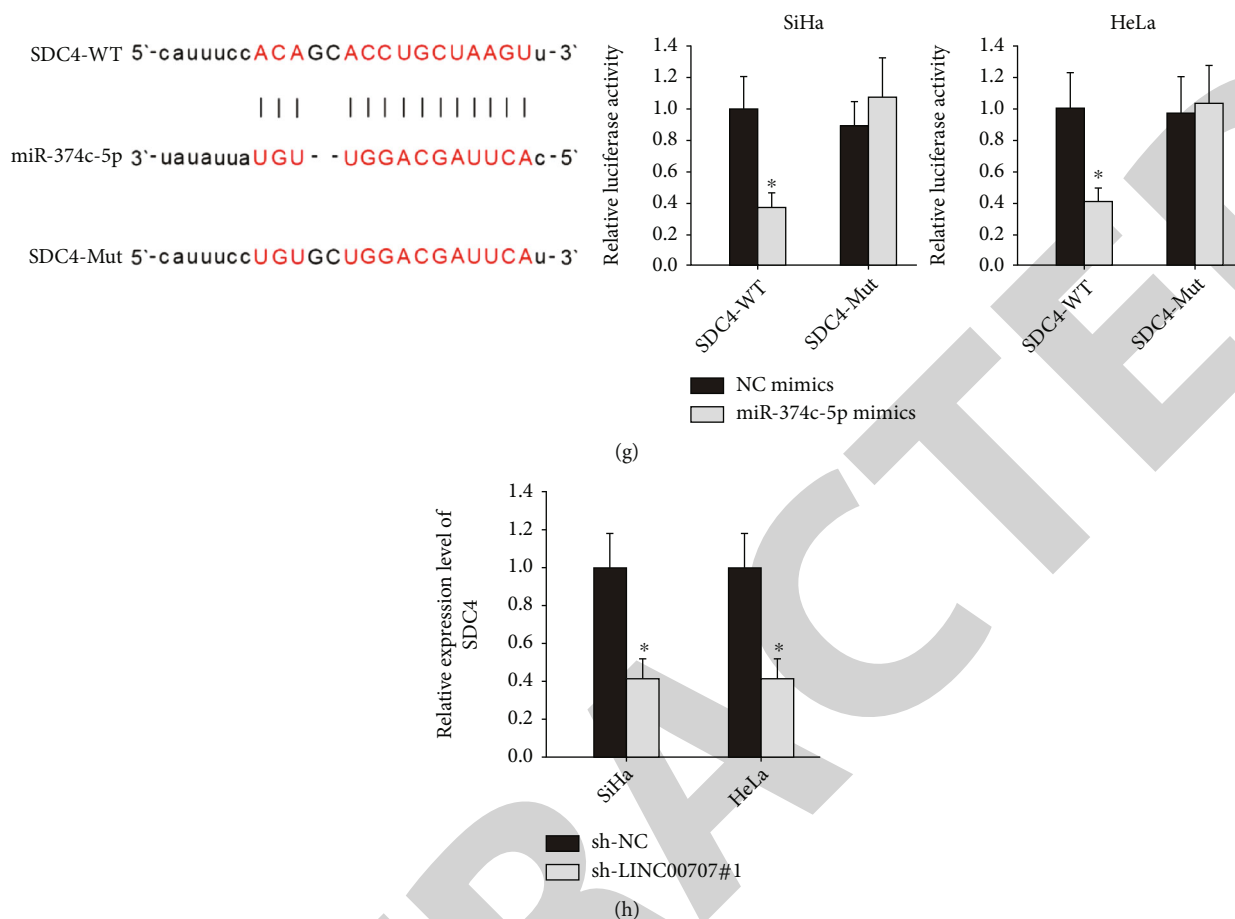 SDC4-WT 5`-cauuuccACAGCACCUGCUAAGUu-3`
miR-374c-5p 3`-uauauuaUGU--UGGACGAUUCAc-5`
SDC4-Mut 5`-cauuuccUGUGCUGGACGAUUCAu-3`
SiHa
Relative luciferase activity
1.4
1.2
1.0
0.8
0.6
0.4
0.2
0.0
*
SDC4-WT
SDC4-Mut
HeLa
Relative luciferase activity
1.4
1.2
1.0
0.8
0.6
0.4
0.2
0.0
*
SDC4-WT
SDC4-Mut
NC mimics
miR-374c-5p mimics
(g)
Relative expression level of
SDC4
1.4
1.2
1.0
0.8
0.6
0.4
0.2
0.0
*
*
SiHa
HeLa
sh-NC
sh-LINC00707#1
(h)
RACTED